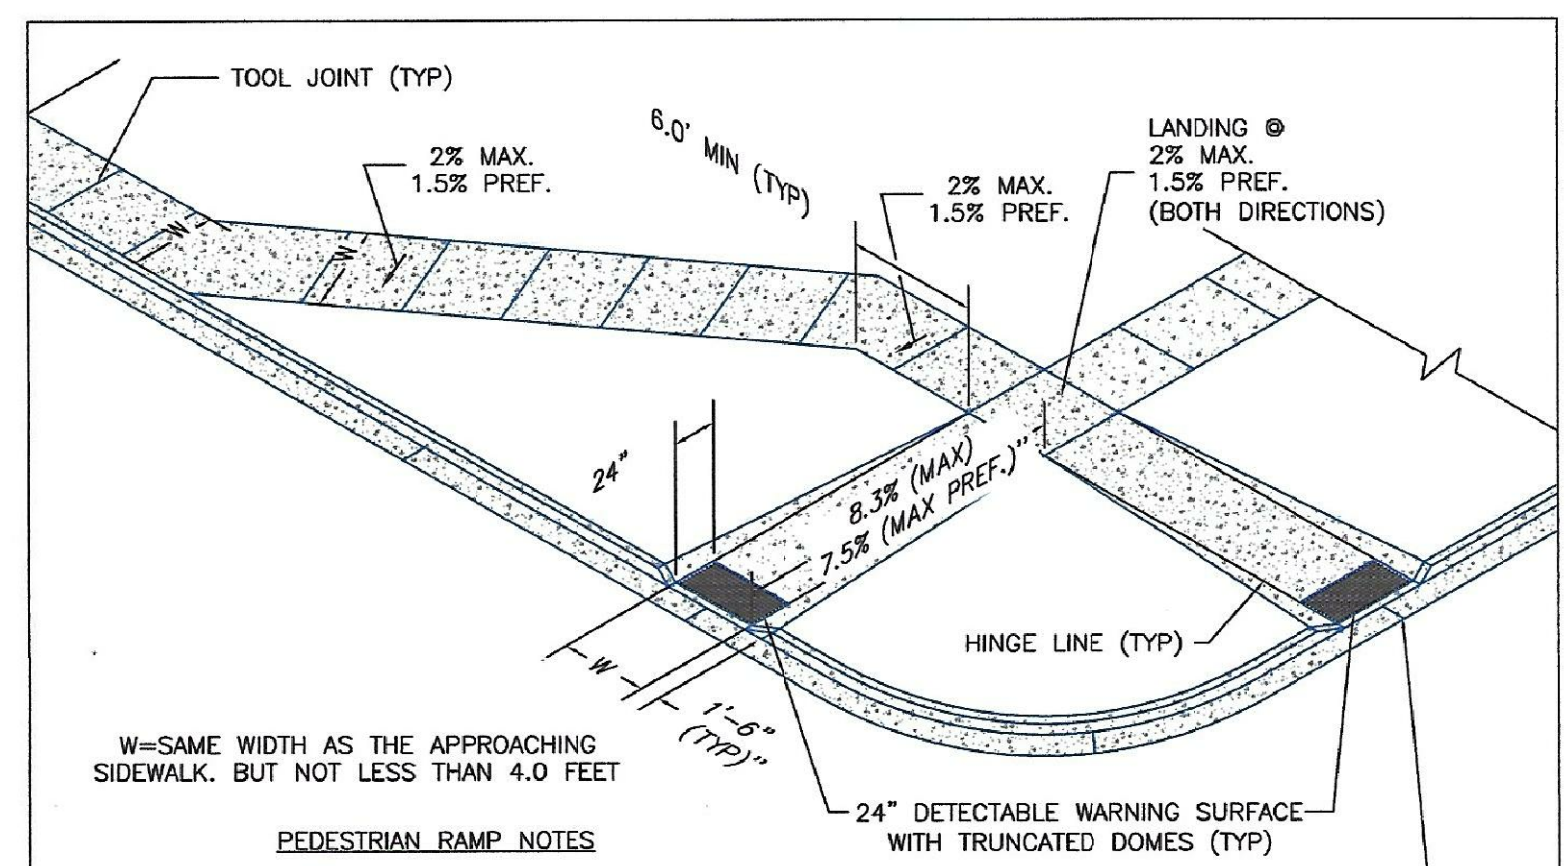 TOOL JOINT (TYP)
2% MAX.
1.5% PREF.
6.0' MIN (TYP)
2% MAX.
1.5% PREF.
LANDING @
2% MAX.
1.5% PREF.
(BOTH DIRECTIONS)
W
W
24"
8.3% (MAX)
7.5% (MAX PREF.)"
HINGE LINE (TYP)
W
1'-6"
(TYP)"
W=SAME WIDTH AS THE APPROACHING
SIDEWALK. BUT NOT LESS THAN 4.0 FEET
24" DETECTABLE WARNING SURFACE
WITH TRUNCATED DOMES (TYP)
PEDESTRIAN RAMP NOTES